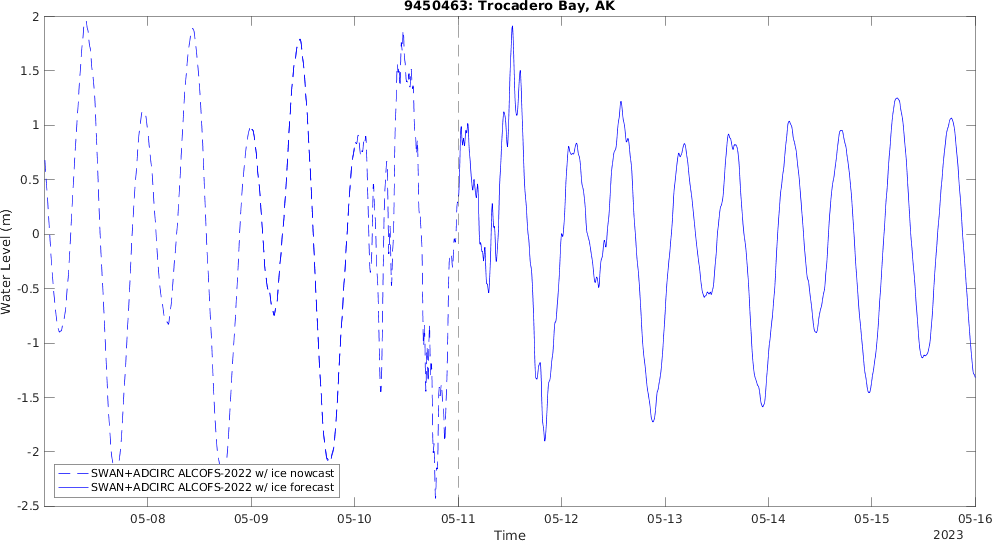 9450463: Trocadero Bay, AK
Water Level (m)
2
1.5
1
0.5
0
-0.5
-1
-1.5
-2
-2.5
SWAN+ADCIRC ALCOFS-2022 w/ ice nowcast
SWAN+ADCIRC ALCOFS-2022 w/ ice forecast
05-08 05-09 05-10 05-11 05-12 05-13 05-14 05-15 05-16
Time
2023